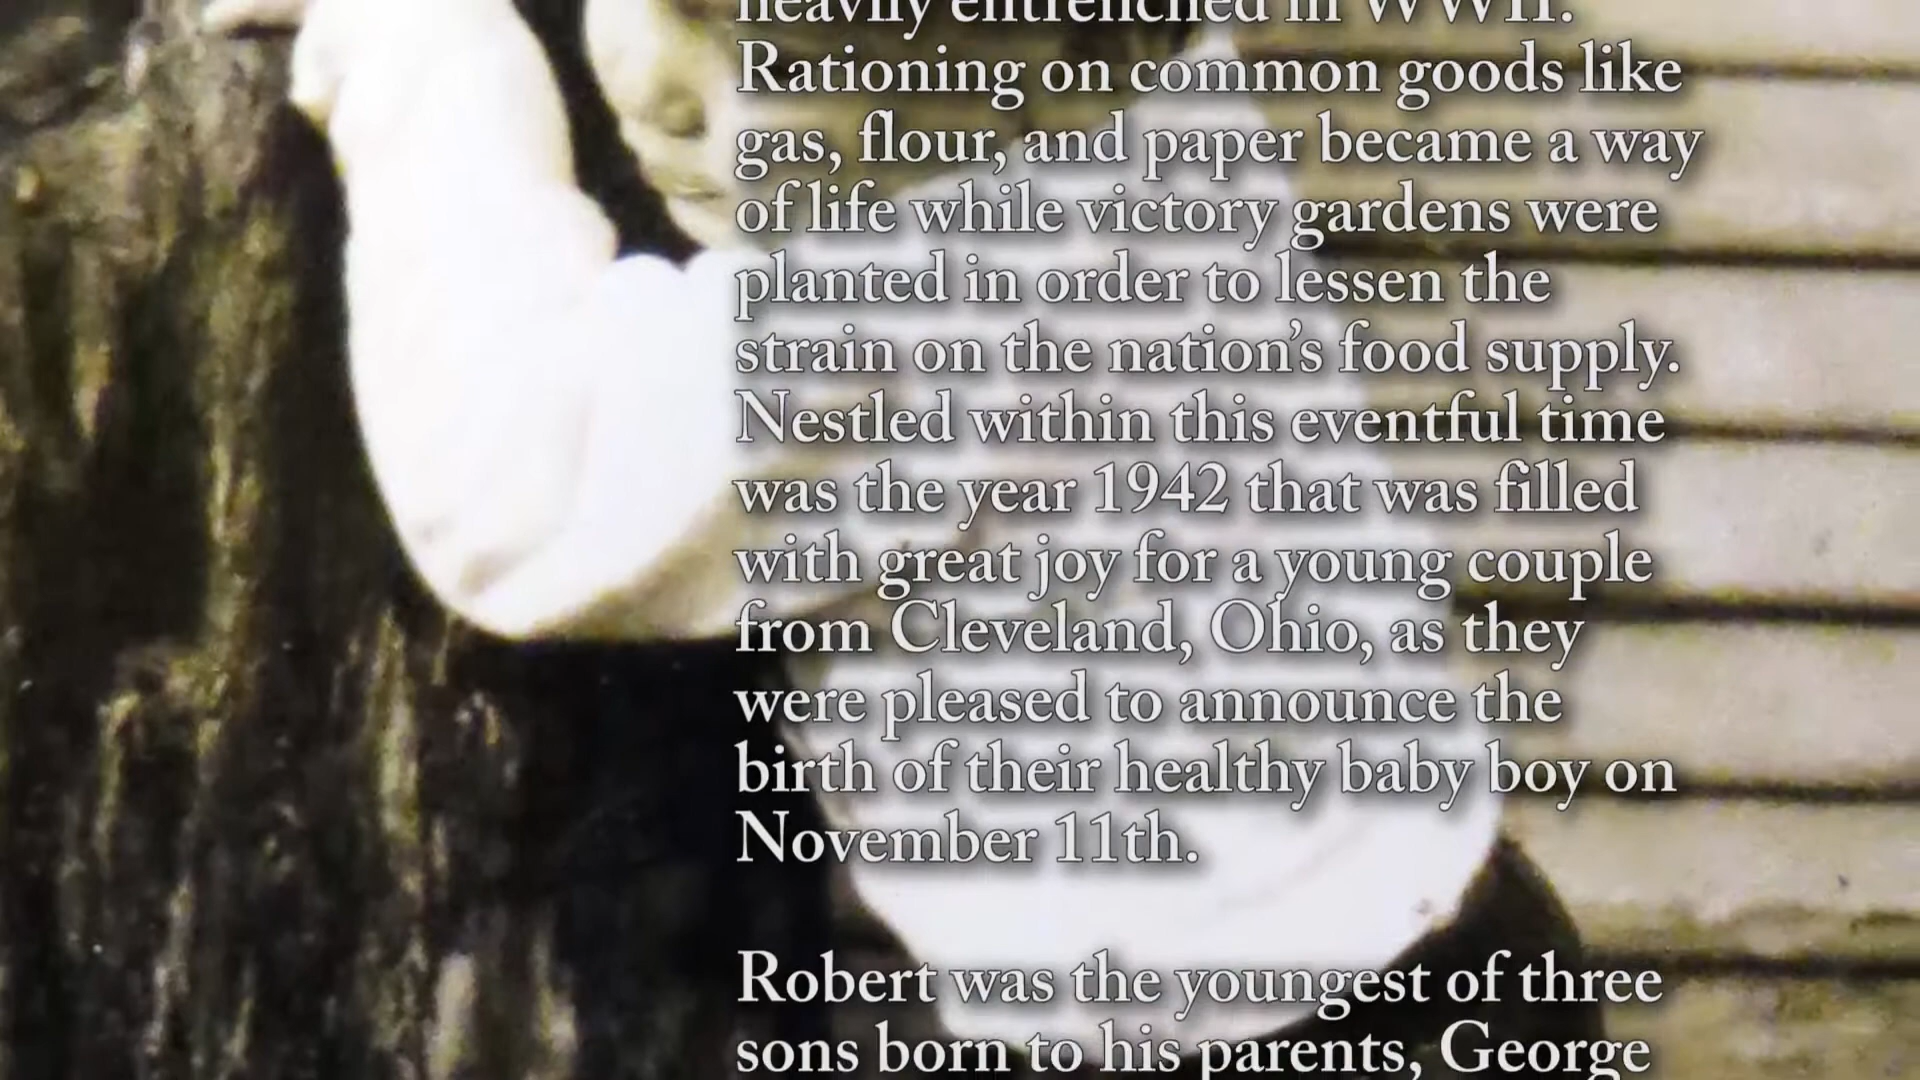 heavily entrenched in WWII.
Rationing on common goods like
gas, flour, and paper became a way
of life while victory gardens were
planted in order to lessen the
strain on the nation’s food supply.
Nestled within this eventful time
was the year 1942 that was filled
with great joy for a young couple
from Cleveland, Ohio, as they
were pleased to announce the
birth of their healthy baby boy on
November 11th.
Robert was the youngest of three
sons born to his parents, George